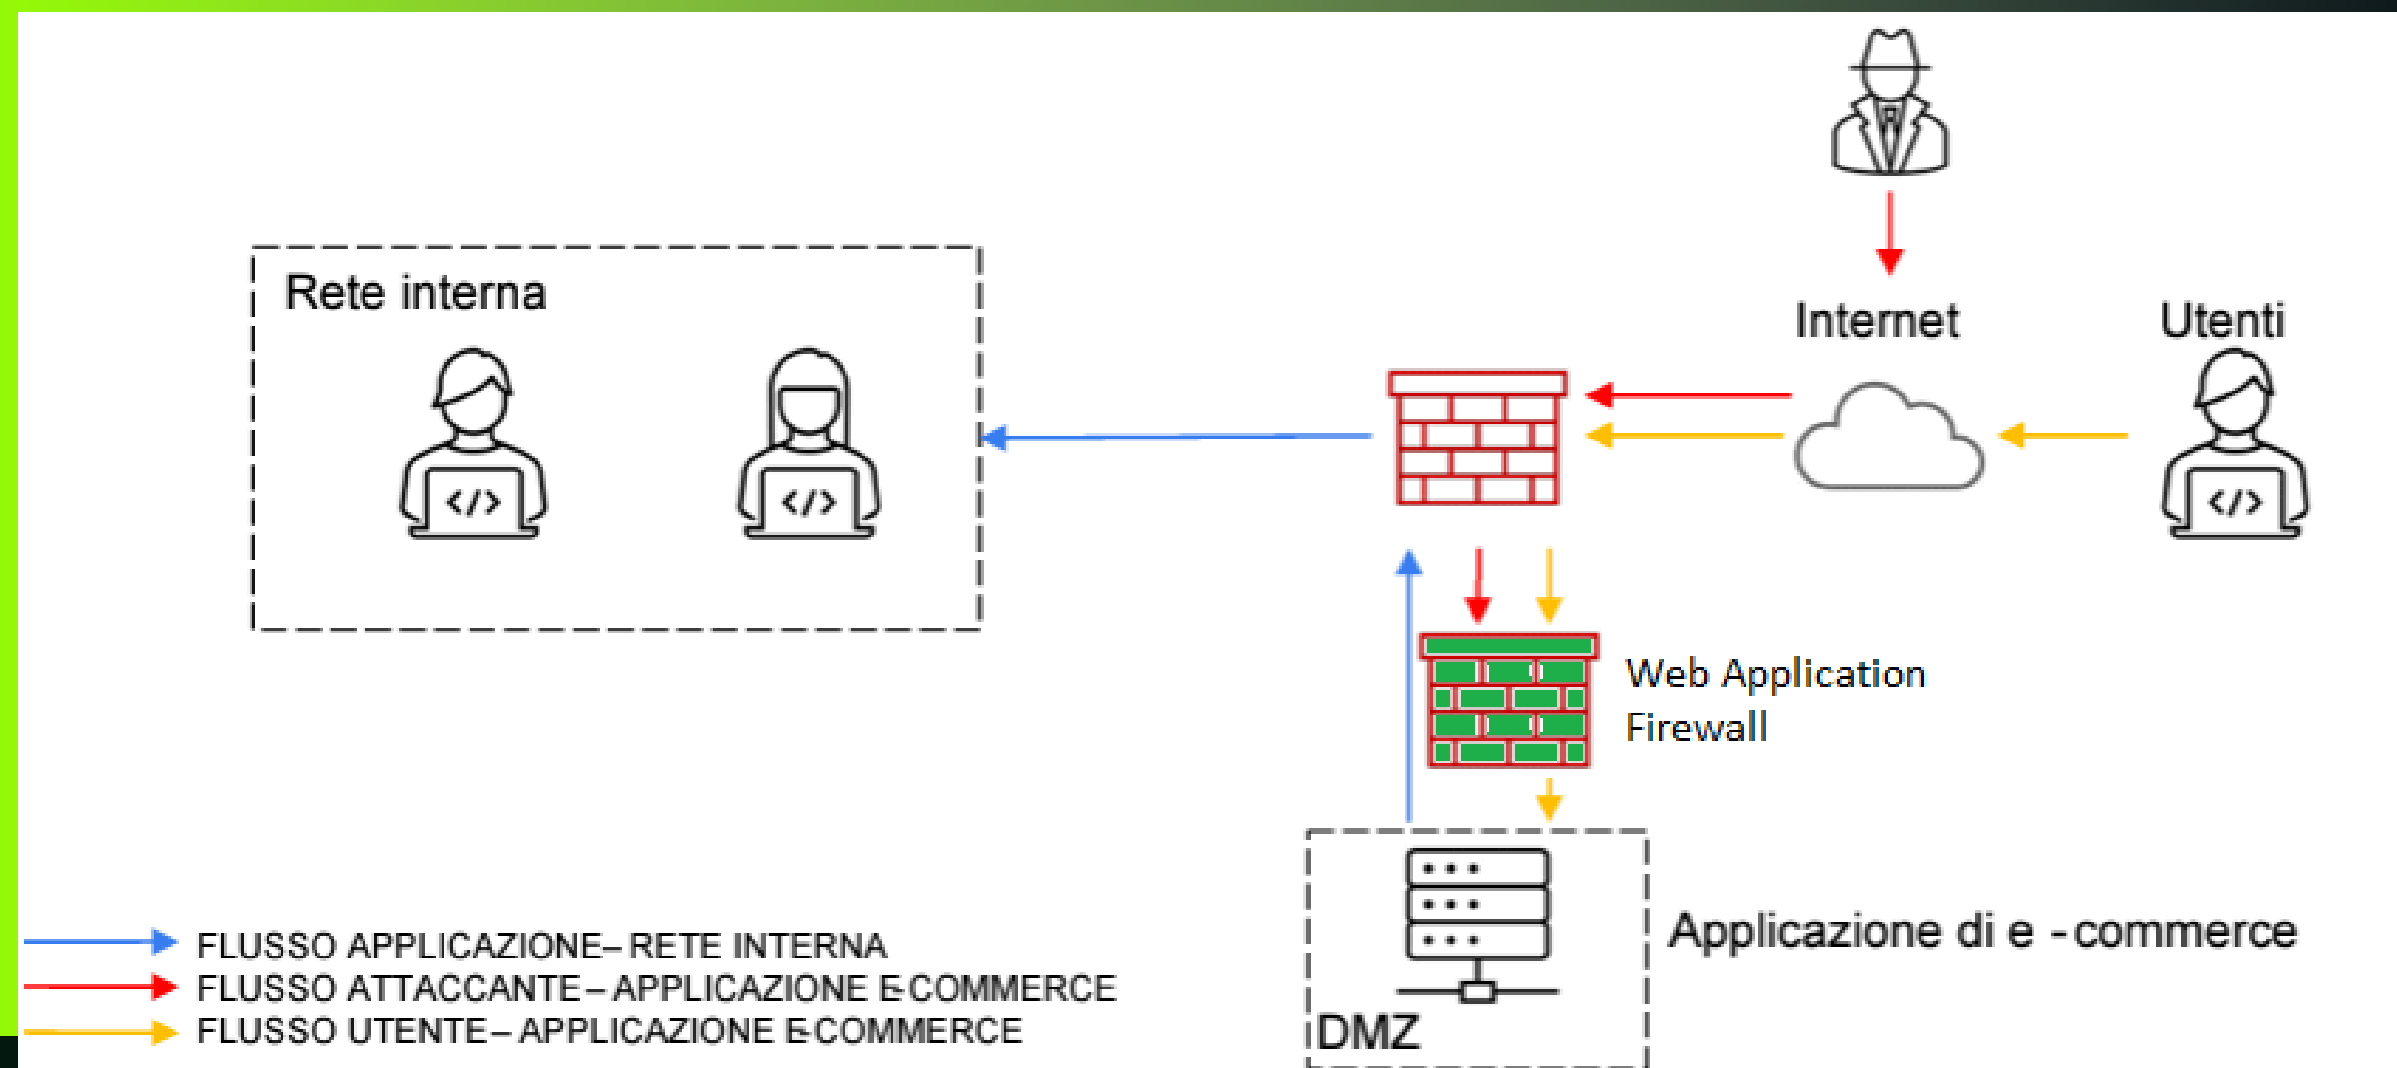 Rete interna
Internet
Utenti
</>
</>
</>
Web Application
Firewall
Applicazione di e -commerce
DMZ
FLUSSO APPLICAZIONE– RETE INTERNA
FLUSSO ATTACCANTE – APPLICAZIONE E-COMMERCE
FLUSSO UTENTE – APPLICAZIONE E-COMMERCE